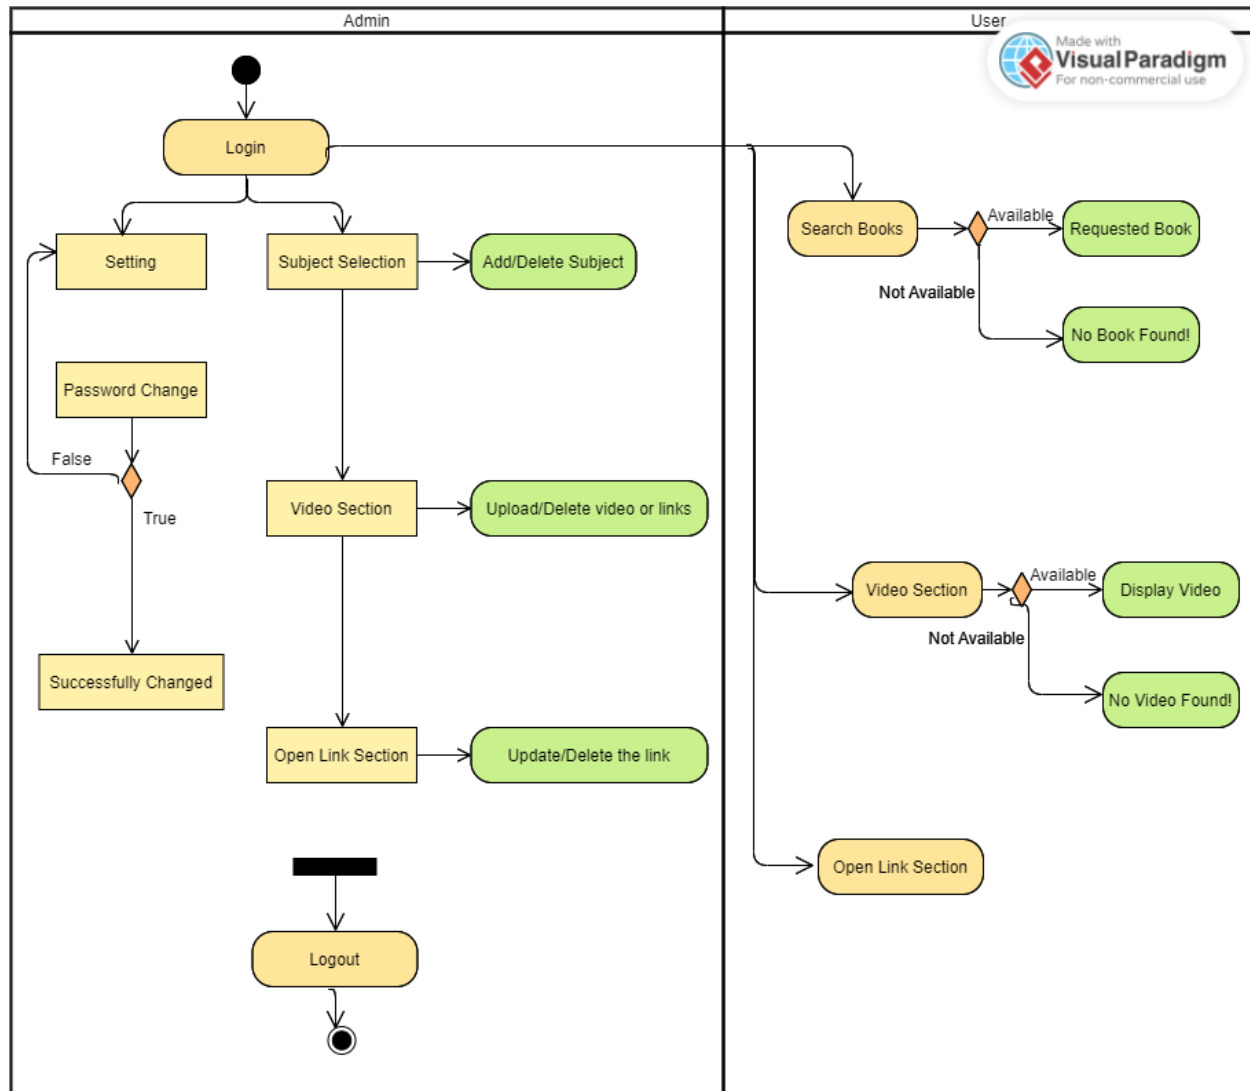 Admin
User
Made with
Visual Paradigm
For non-commercial use
Login
Search Books
Available
Requested Book
Setting
Subject Selection
Add/Delete Subject
Not Available
No Book Found!
Password Change
False
True
Video Section
Upload/Delete video or links
Video Section
Available
Display Video
Not Available
Successfully Changed
No Video Found!
Open Link Section
Update/Delete the link
Open Link Section
Logout